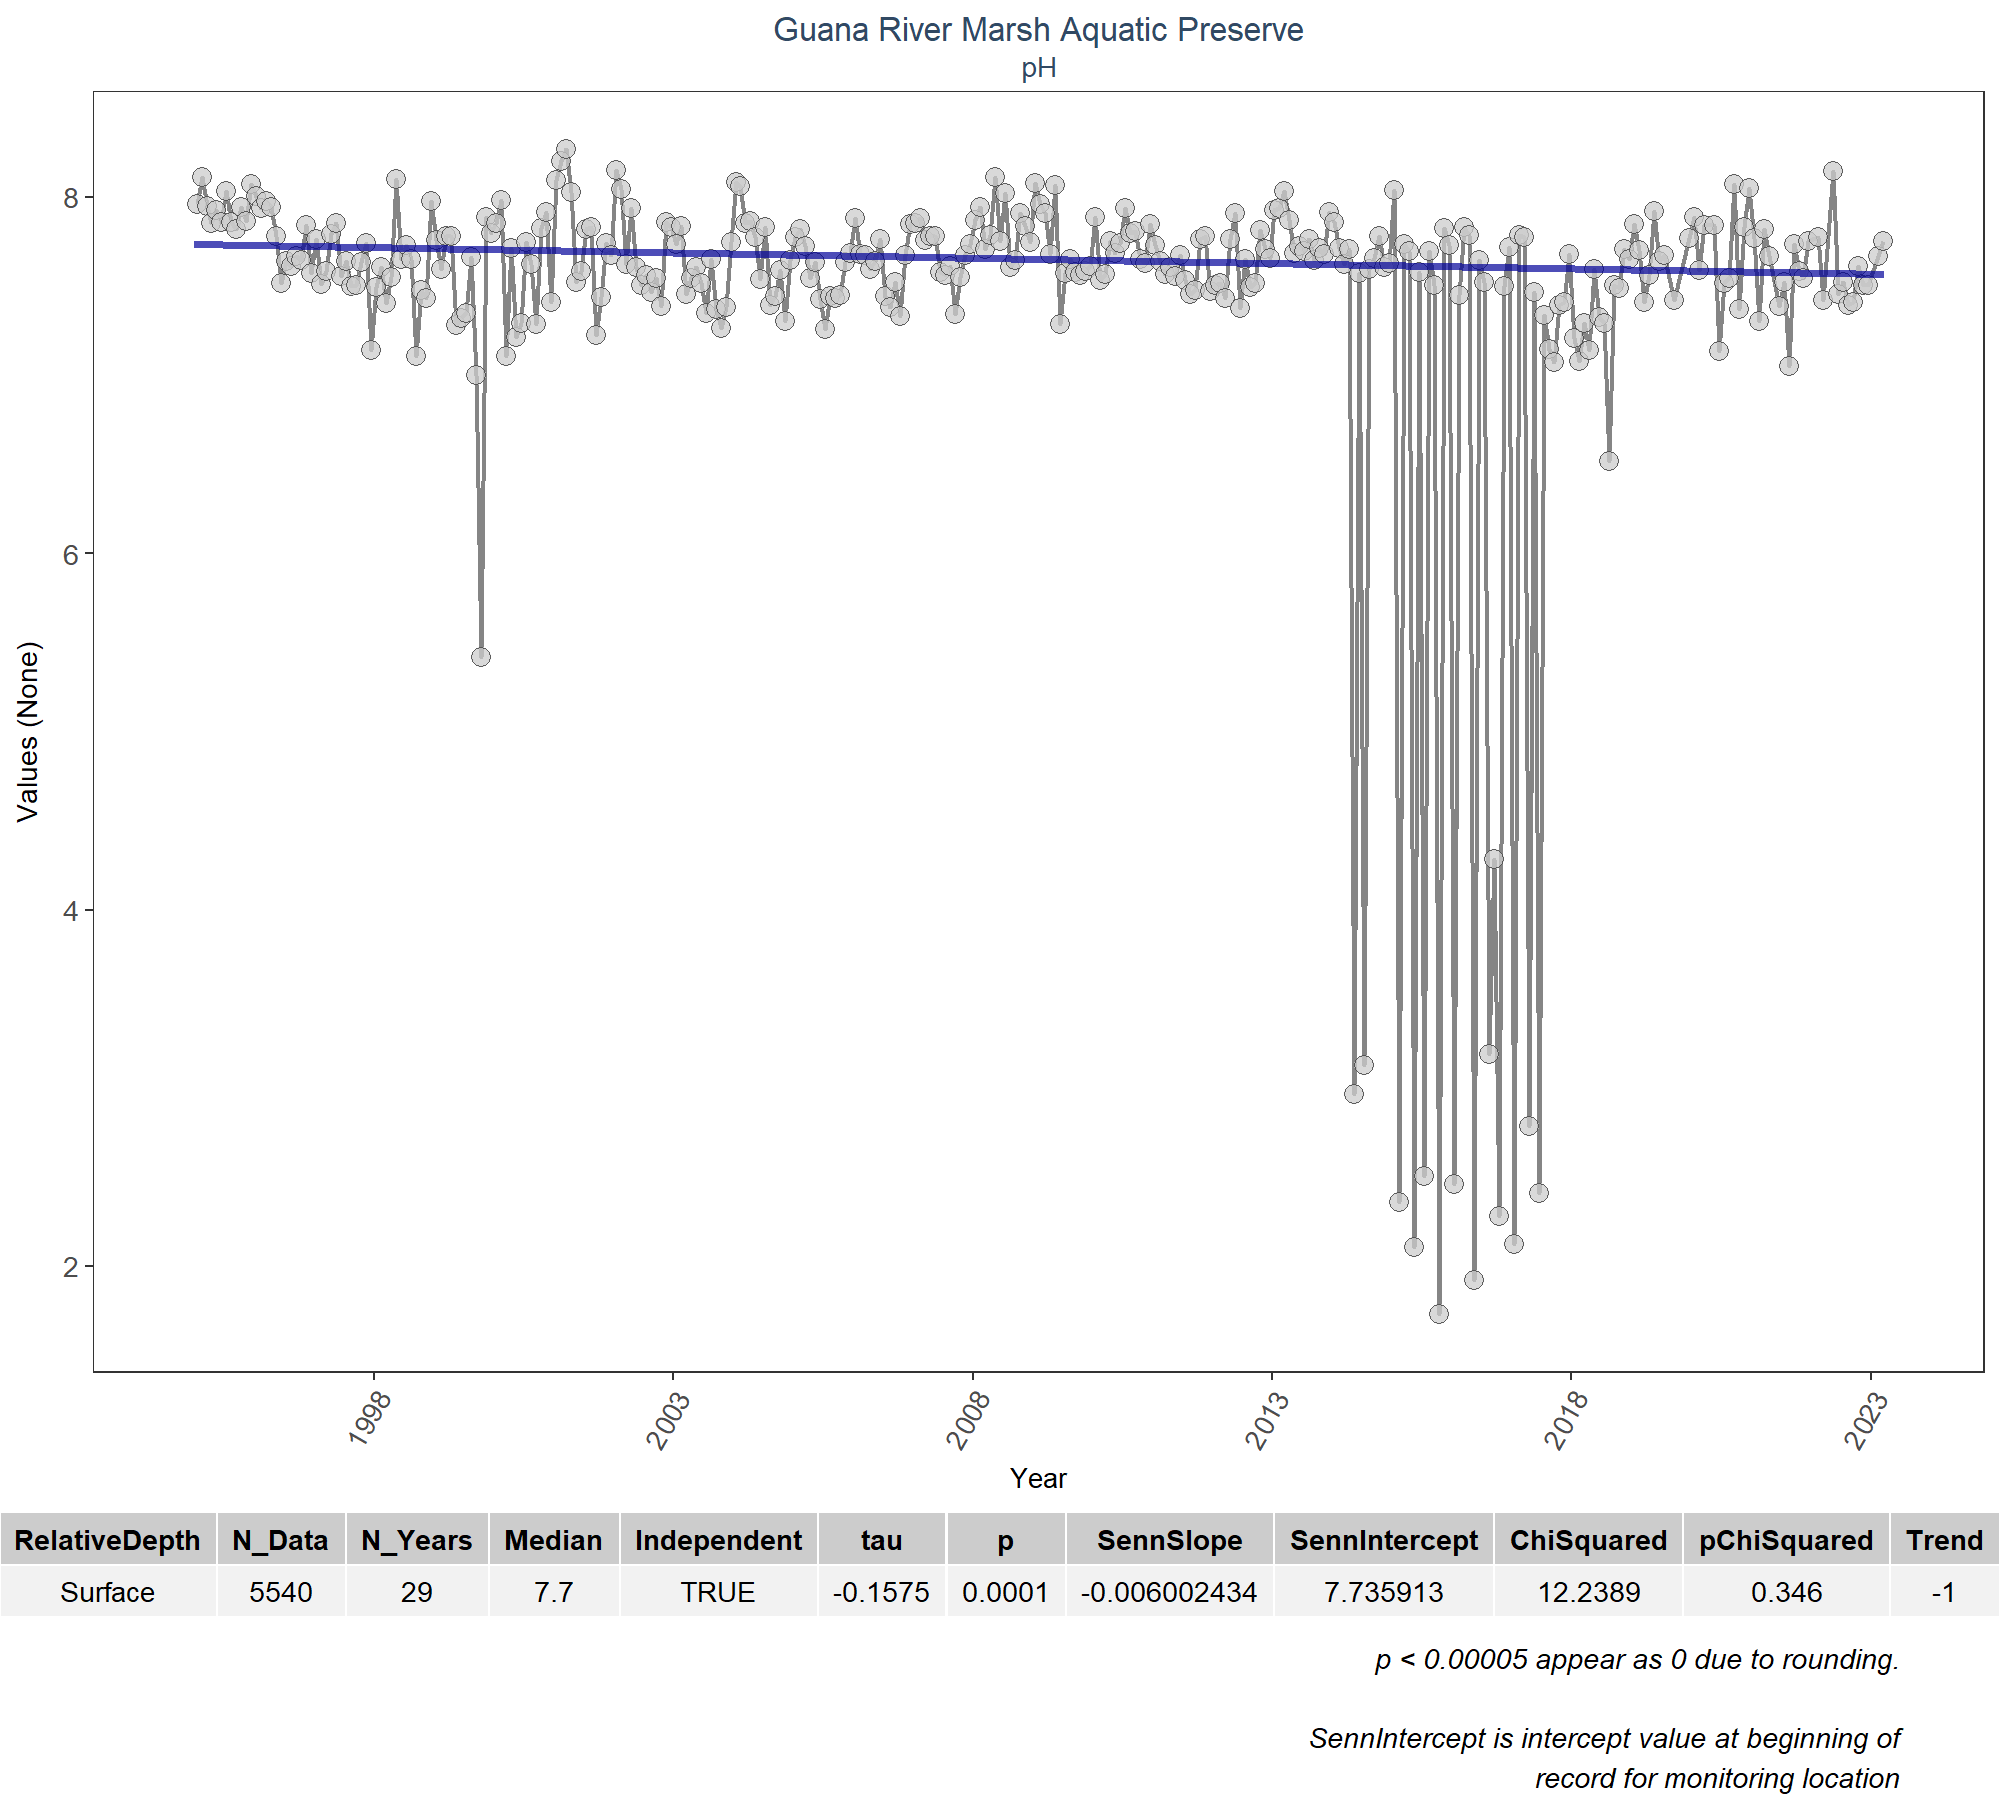 Guana River Marsh Aquatic Preserve
pH
Values (None)
8
6
4
2
1998 2003 2008 2013 2018 2023
Year
RelativeDepth N_Data N_Years Median Independent tau p SennSlope SennIntercept ChiSquared pChiSquared Trend
Surface 5540 29 7.7 TRUE -0.1575 0.0001 -0.006002434 7.735913 12.2389 0.346 -1
p < 0.00005 appear as 0 due to rounding.
SennIntercept is intercept value at beginning of
record for monitoring location